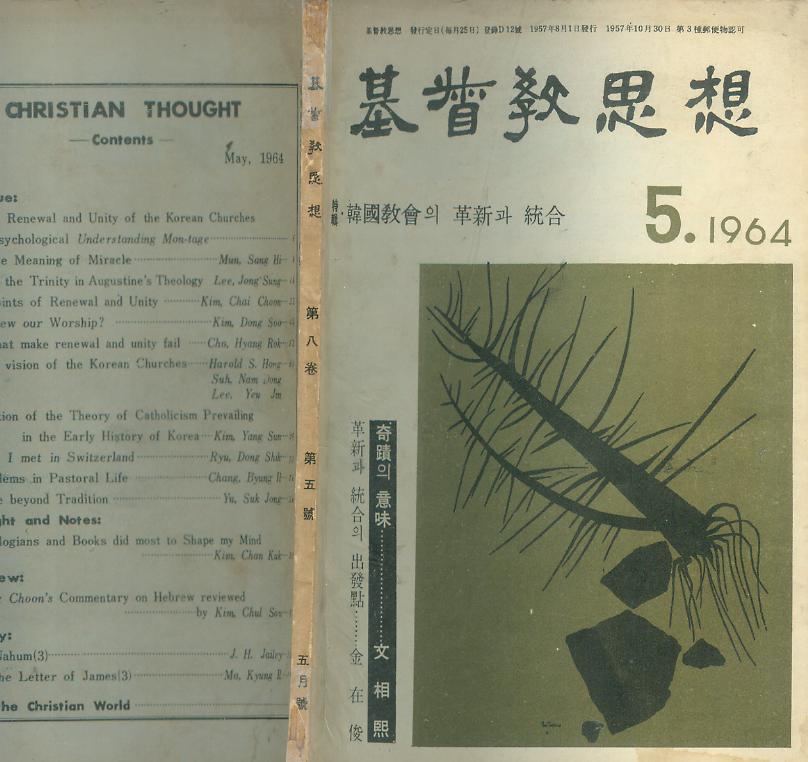 CHRISTIAN THOUGHT
Contents
May, 1964
ue:
Renewal and Unity of the Korean Churches
sychological Understanding Mon-tage
e Meaning of Miracle Mun, Sang Hi
the Trinity in Augustine's Theology Lee, Jong Sung
oints of Renewal and Unity Kim, Chai Choon
ew our Worship? Kim, Dong Soo
hat make renewal and unity fail Cho, Hyang Rok
vision of the Korean Churches Harold S. Hong
Suh, Nam Dong
Lee, Yeu Jm
tion of the Theory of Catholicism Prevailing
in the Early History of Korea Kim, Yang Sun
I met in Switzerland Ryu, Dong Shik
lems in Pastoral Life Chang, Byung Il
e beyond Tradition Yu, Suk Jong
ght and Notes:
logians and Books did most to Shape my Mind
Kim, Chan Kuk
ew:
Choon's Commentary on Hebrew reviewed
by Kim, Chul Son
y:
Nahum(3) J. H. Jailey
he Letter of James(3) Mo, Kyung
the Christian World
基督敎思想
第八卷
第五號
五月號
基督敎思想 發行定日(每月25日) 登錄D12號 1957年8月1日發行 1957年10月30日 第3種郵便物認可
基督敎思想
特輯·韓國敎會의 革新과 統合
5. 1964
奇蹟의 意味……文相熙
革新과 統合의 出發點……金在俊